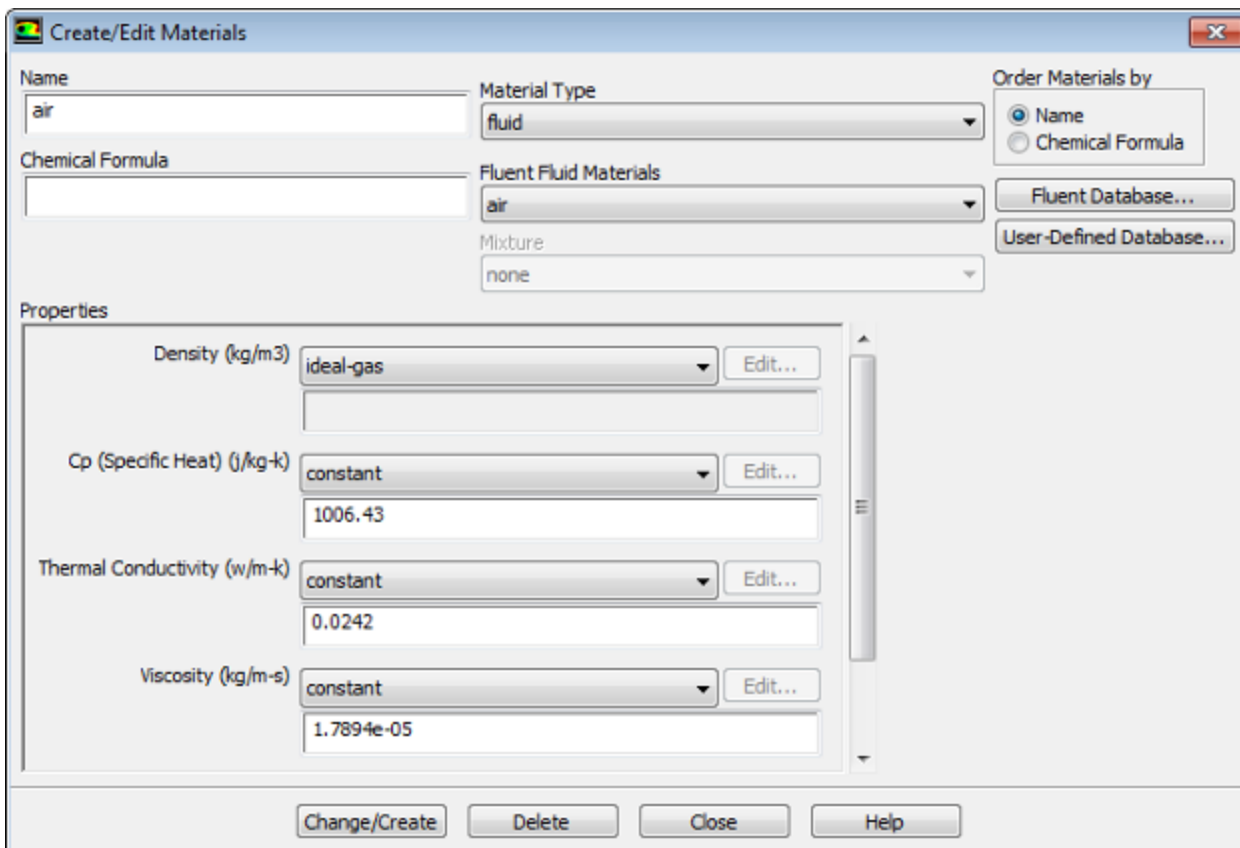 Create/Edit Materials
Name
air
Chemical Formula
Material Type
fluid
Fluent Fluid Materials
air
Mixture
none
Order Materials by
Name
Chemical Formula
Fluent Database...
User-Defined Database...
Properties
Density (kg/m3) ideal-gas Edit...
Cp (Specific Heat) (j/kg-k) constant Edit...
1006.43
Thermal Conductivity (w/m-k) constant Edit...
0.0242
Viscosity (kg/m-s) constant Edit...
1.7894e-05
Change/Create Delete Close Help